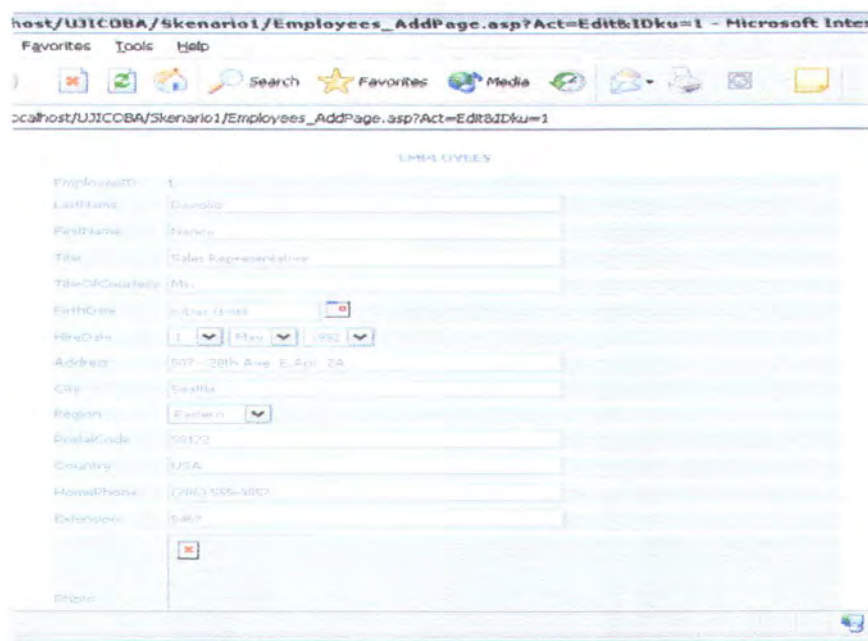 host/UJICOBA/Skenario1/Employees_AddPage.asp?Act=Edit&IDku=1 - Microsoft Inter
Favorites Tools Help
Search Favorites Media
ocalhost/UJICOBA/Skenario1/Employees_AddPage.asp?Act=Edit&IDku=1
EMPLOYEES
EmployeeID 1
LastName Davolio
FirstName Nancy
Title Sales Representative
TitleOfCourtesy Ms.
BirthDate
HireDate 1 May 1992
Address 507 - 20th Ave. E.Apt. 2A
City Seattle
Region Eastern
PostalCode 98122
Country USA
HomePhone (206) 555-9857
Extension 5467
Photo